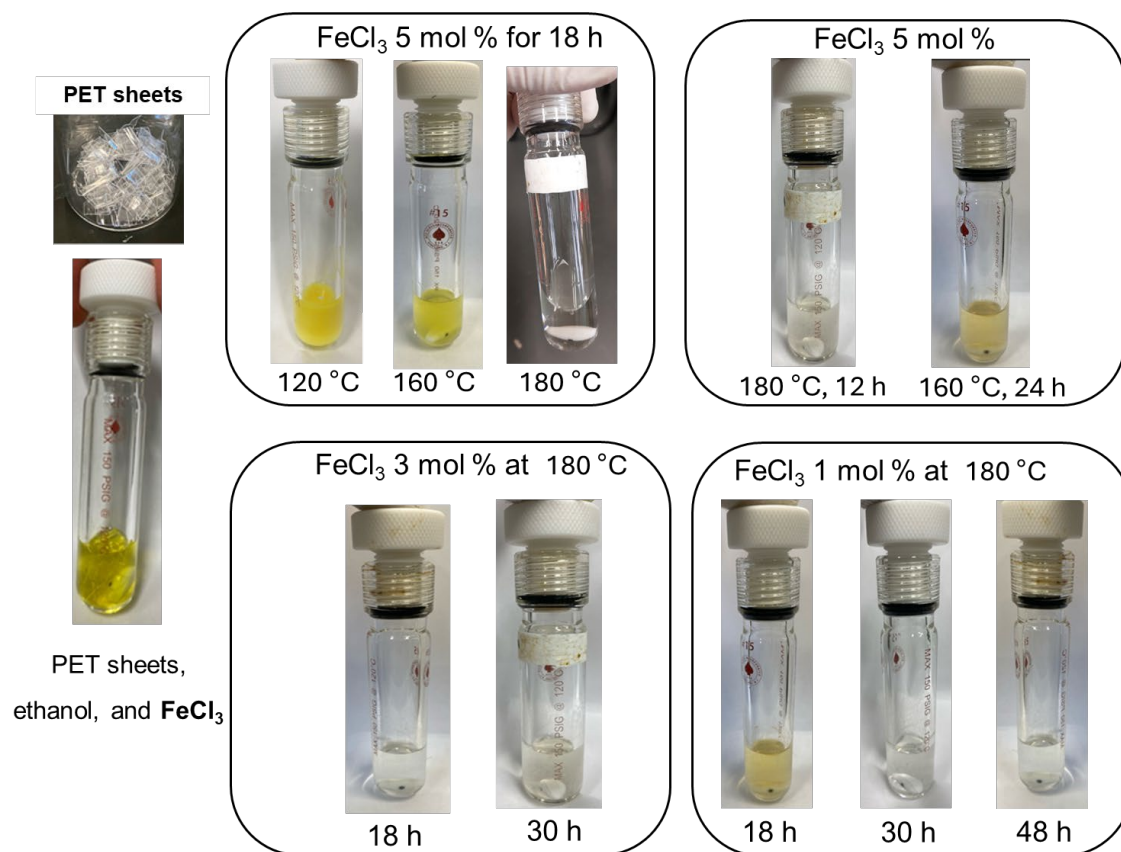 PET sheets
PET sheets,
ethanol, and FeCl₃
FeCl₃ 5 mol % for 18 h
#15
120 °C
160 °C
180 °C
FeCl₃ 5 mol %
180 °C, 12 h
160 °C, 24 h
FeCl₃ 3 mol % at 180 °C
18 h
30 h
FeCl₃ 1 mol % at 180 °C
18 h
30 h
48 h